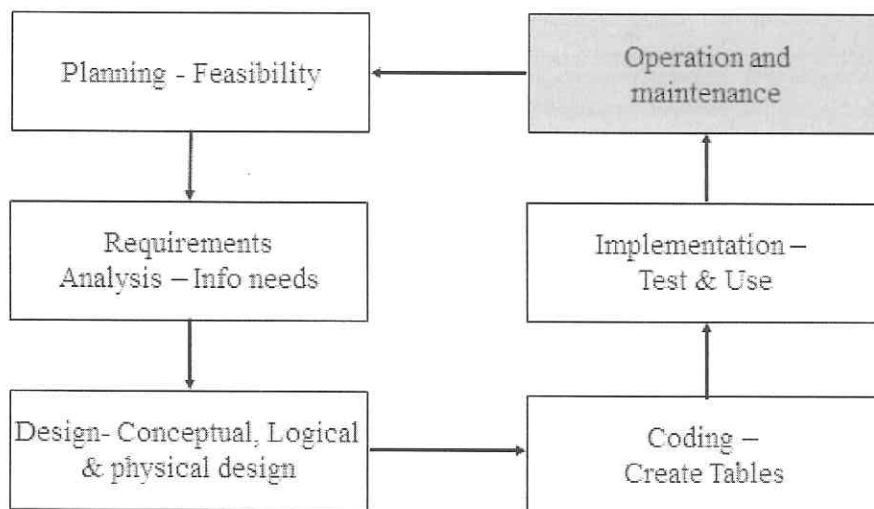 Planning - Feasibility
Operation and
maintenance
Requirements
Analysis – Info needs
Implementation –
Test & Use
Design- Conceptual, Logical
& physical design
Coding –
Create Tables